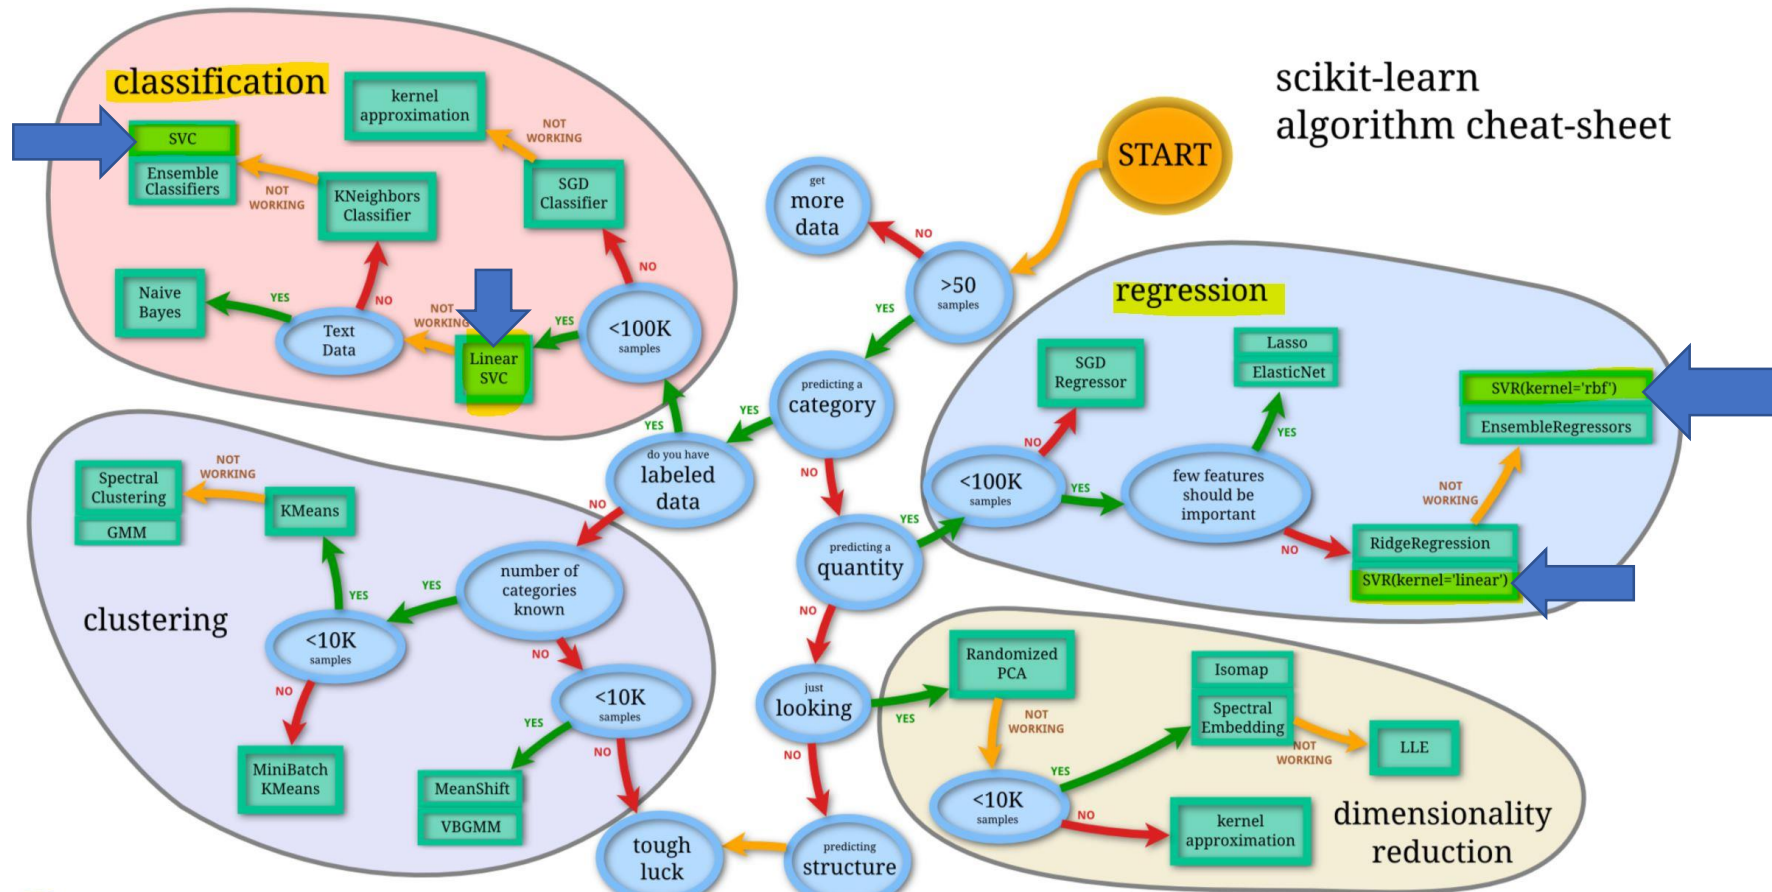 scikit-learn
algorithm cheat-sheet
START
>50
samples
NO
get
more
data
YES
predicting a
category
YES
do you have
labeled
data
YES
NO
NO
predicting a
quantity
YES
NO
just
looking
YES
NO
predicting
structure
tough
luck
classification
kernel
approximation
NOT
WORKING
SVC
Ensemble
Classifiers
NOT
WORKING
KNeighbors
Classifier
SGD
Classifier
NO
NO
Naive
Bayes
YES
Text
Data
NOT
WORKING
Linear
SVC
YES
<100K
samples
regression
SGD
Regressor
Lasso
ElasticNet
SVR(kernel='rbf')
EnsembleRegressors
NO
YES
<100K
samples
YES
few features
should be
important
NOT
WORKING
NO
RidgeRegression
SVR(kernel='linear')
clustering
Spectral
Clustering
GMM
NOT
WORKING
KMeans
YES
number of
categories
known
YES
<10K
samples
NO
NO
<10K
samples
MiniBatch
KMeans
YES
NO
MeanShift
VBGMM
dimensionality
reduction
Randomized
PCA
NOT
WORKING
Isomap
Spectral
Embedding
NOT
WORKING
LLE
<10K
samples
YES
NO
kernel
approximation